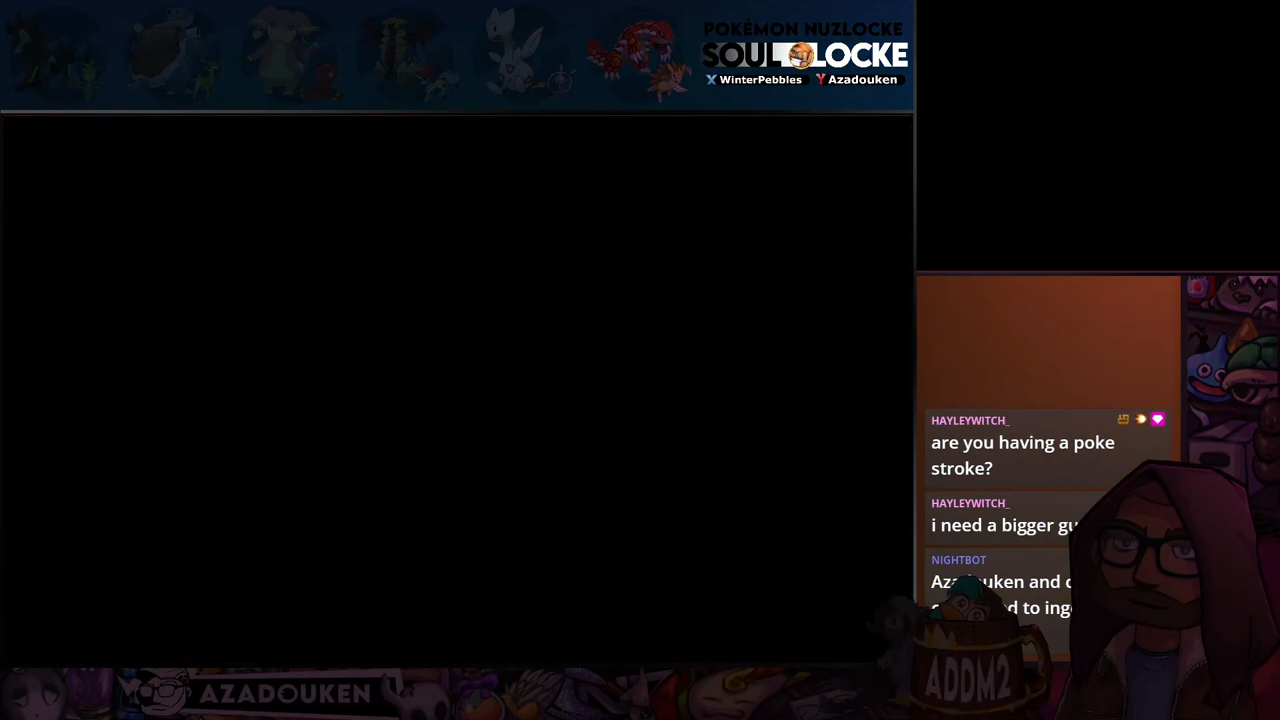 POKÉMON NUZLOCKE
SOUL LOCKE
WinterPebbles Azadouken
HAYLEYWITCH_
are you having a poke
stroke?
HAYLEYWITCH_
i need a bigger
NIGHTBOT
and
to
ADDM2
AZADOUKEN